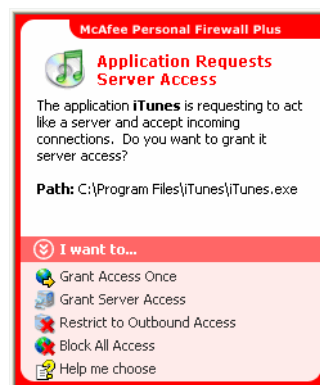 McAfee Personal Firewall Plus
Application Requests
Server Access
The application iTunes is requesting to act
like a server and accept incoming
connections. Do you want to grant it
server access?
Path: C:\Program Files\iTunes\iTunes.exe
I want to...
Grant Access Once
Grant Server Access
Restrict to Outbound Access
Block All Access
Help me choose